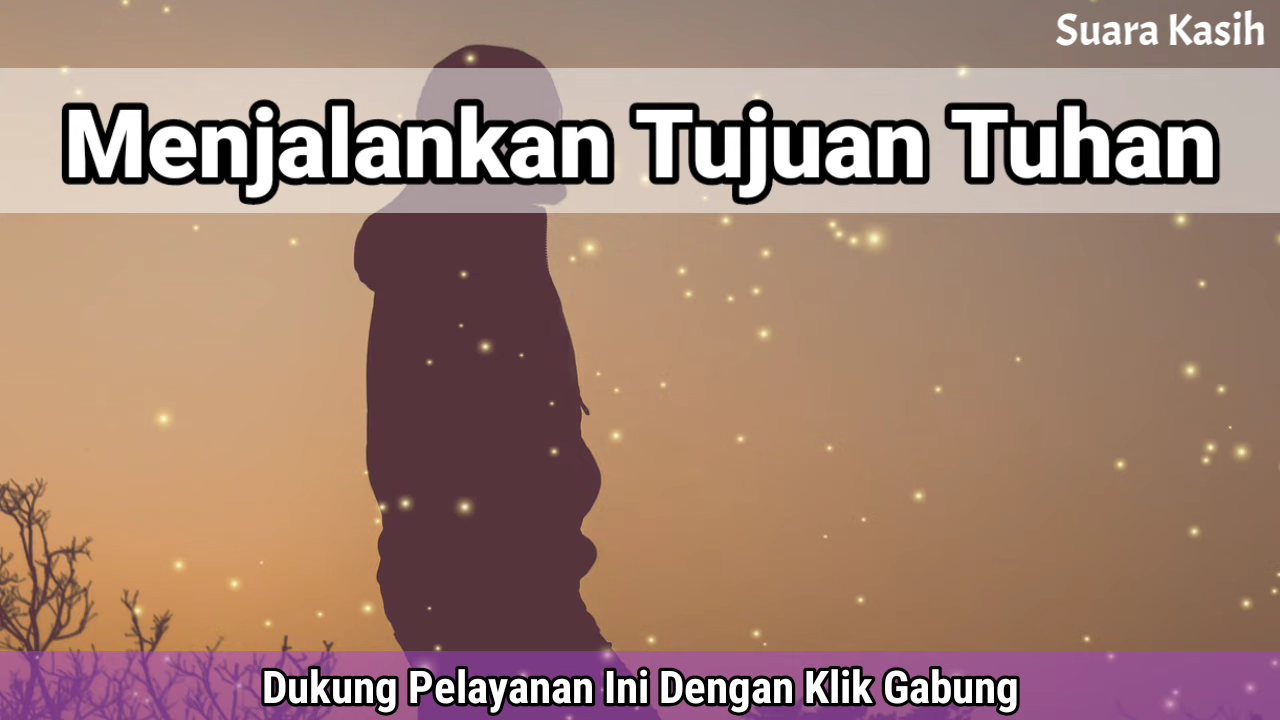 Suara Kasih
Menjalankan Tujuan Tuhan
Dukung Pelayanan Ini Dengan Klik Gabung